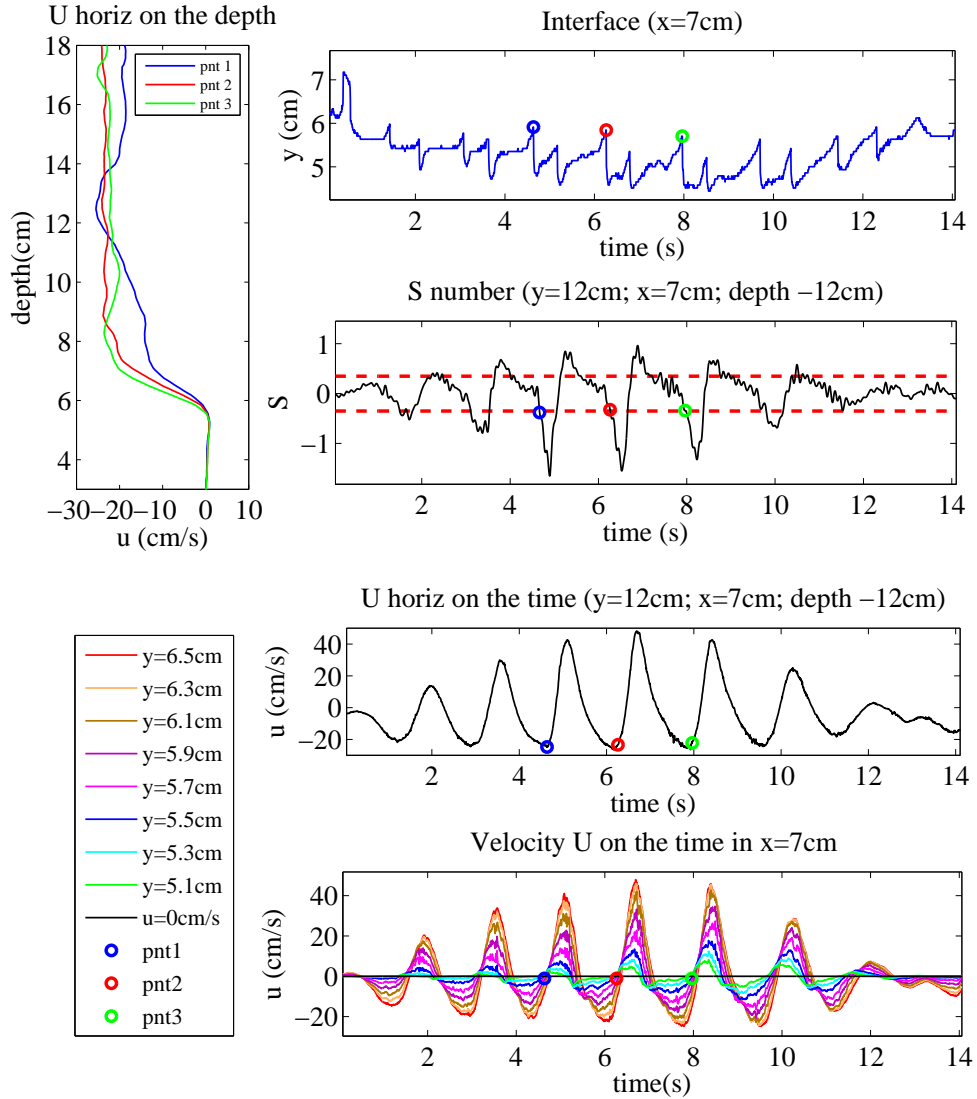 U horiz on the depth
18
16
14
12
10
8
6
4
−30−20−10 0 10
depth(cm)
u (cm/s)
pnt 1
pnt 2
pnt 3
Interface (x=7cm)
7
6
5
y (cm)
2 4 6 8 10 12 14
time (s)
S number (y=12cm; x=7cm; depth −12cm)
1
0
−1
S
2 4 6 8 10 12 14
time (s)
U horiz on the time (y=12cm; x=7cm; depth −12cm)
40
20
0
−20
u (cm/s)
2 4 6 8 10 12 14
time (s)
y=6.5cm
y=6.3cm
y=6.1cm
y=5.9cm
y=5.7cm
y=5.5cm
y=5.3cm
y=5.1cm
u=0cm/s
pnt1
pnt2
pnt3
Velocity U on the time in x=7cm
40
20
0
−20
u (cm/s)
2 4 6 8 10 12 14
time(s)